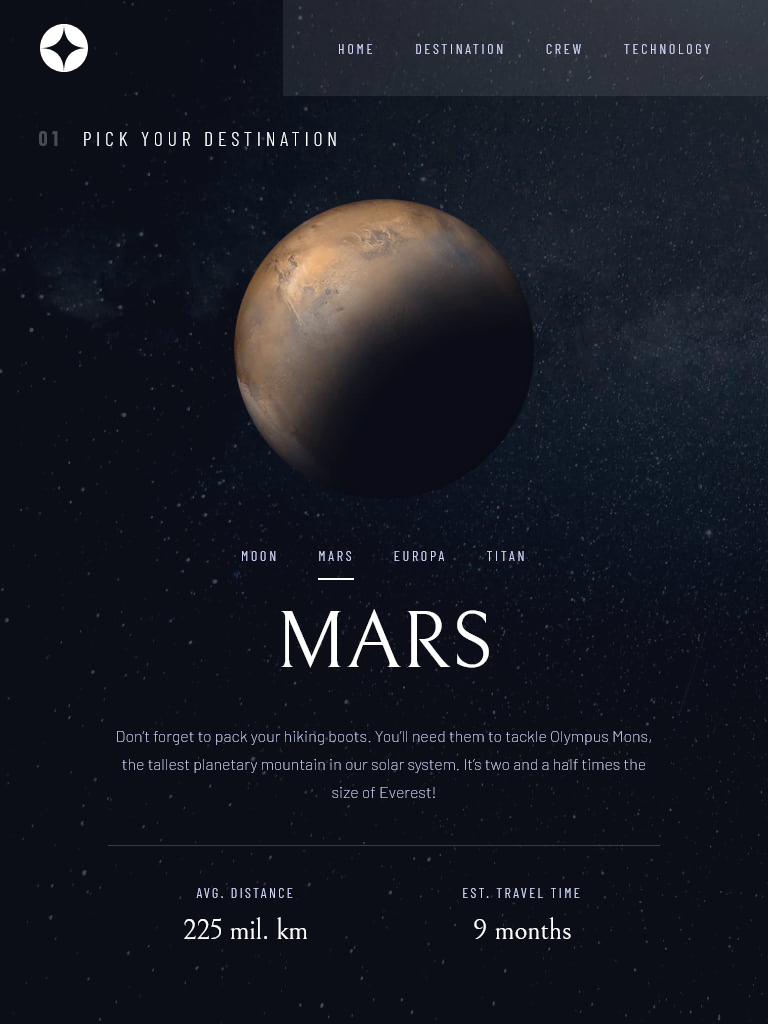 HOME DESTINATION CREW TECHNOLOGY
01 PICK YOUR DESTINATION
MOON MARS EUROPA TITAN
MARS
Don’t forget to pack your hiking boots. You’ll need them to tackle Olympus Mons,
the tallest planetary mountain in our solar system. It’s two and a half times the
size of Everest!
AVG. DISTANCE EST. TRAVEL TIME
225 mil. km 9 months